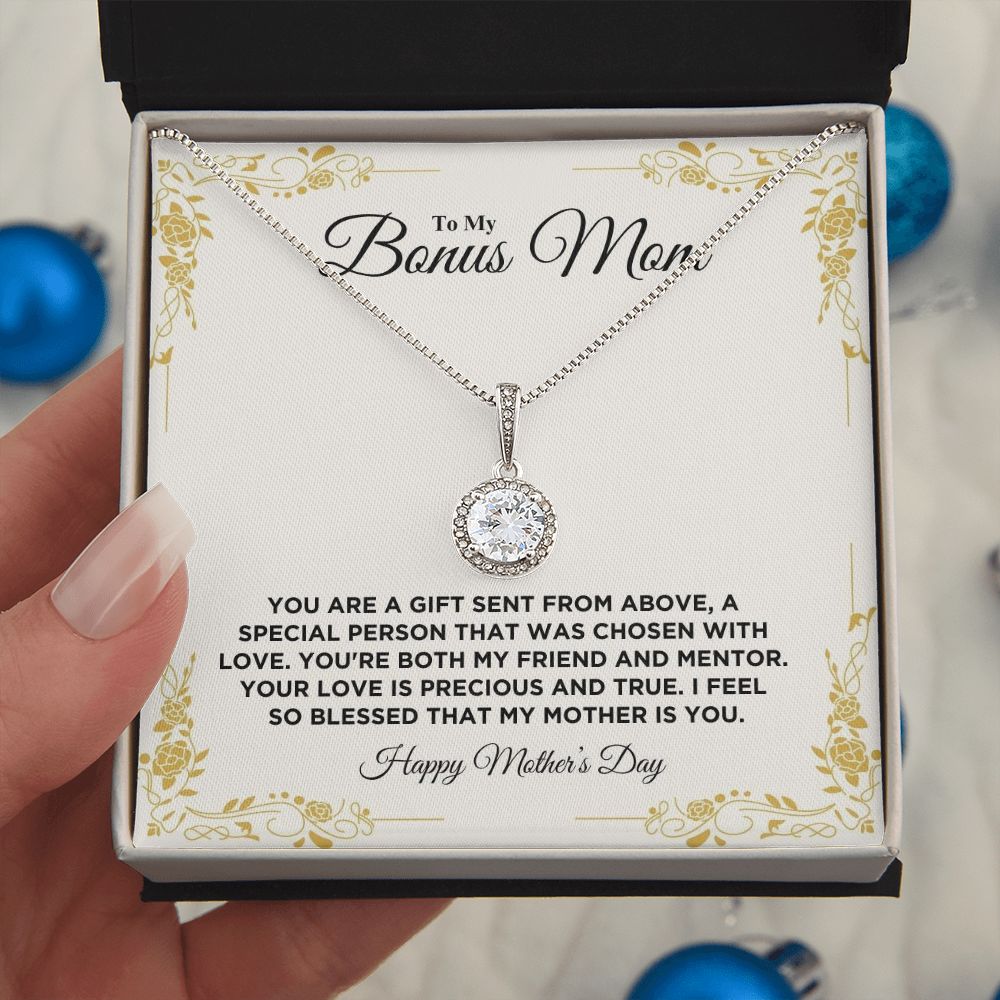 To My
Bonus Mom
YOU ARE A GIFT SENT FROM ABOVE, A
SPECIAL PERSON THAT WAS CHOSEN WITH
LOVE. YOU'RE BOTH MY FRIEND AND MENTOR.
YOUR LOVE IS PRECIOUS AND TRUE. I FEEL
SO BLESSED THAT MY MOTHER IS YOU.
Happy Mother's Day